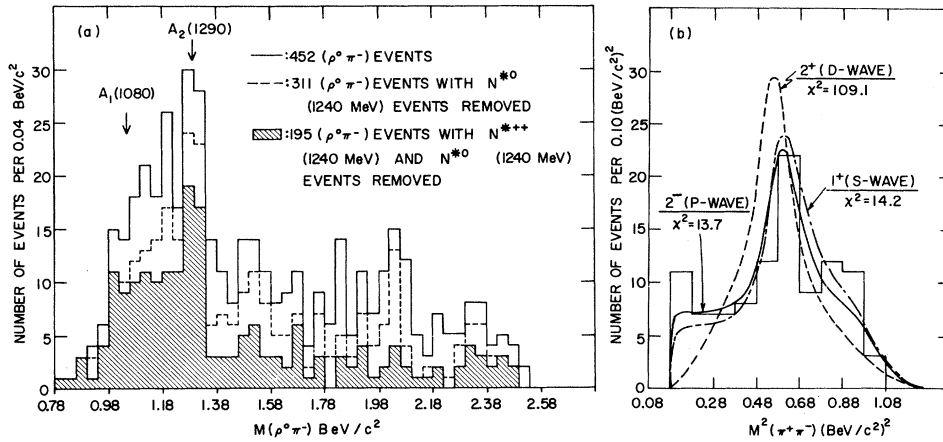 (a)
A₂(1290)
A₁(1080)
—:452 (ρ°π⁻) EVENTS
---:311 (ρ°π⁻) EVENTS WITH N*⁰
(1240 MeV) EVENTS REMOVED
:195 (ρ°π⁻) EVENTS WITH N*⁺⁺
(1240 MeV) AND N*⁰ (1240 MeV)
EVENTS REMOVED
NUMBER OF EVENTS PER 0.04 BeV/c²
30
25
20
15
10
5
0
0.78 0.98 1.18 1.38 1.58 1.78 1.98 2.18 2.38 2.58
M(ρ°π⁻) BeV/c²
(b)
2⁺(D-WAVE)
χ²=109.1
1⁺(S-WAVE)
χ²=14.2
2⁻(P-WAVE)
χ²=13.7
NUMBER OF EVENTS PER 0.10 (BeV/c²)²
30
25
20
15
10
5
0
0.08 0.28 0.48 0.68 0.88 1.08
M²(π⁺π⁻) (BeV/c²)²